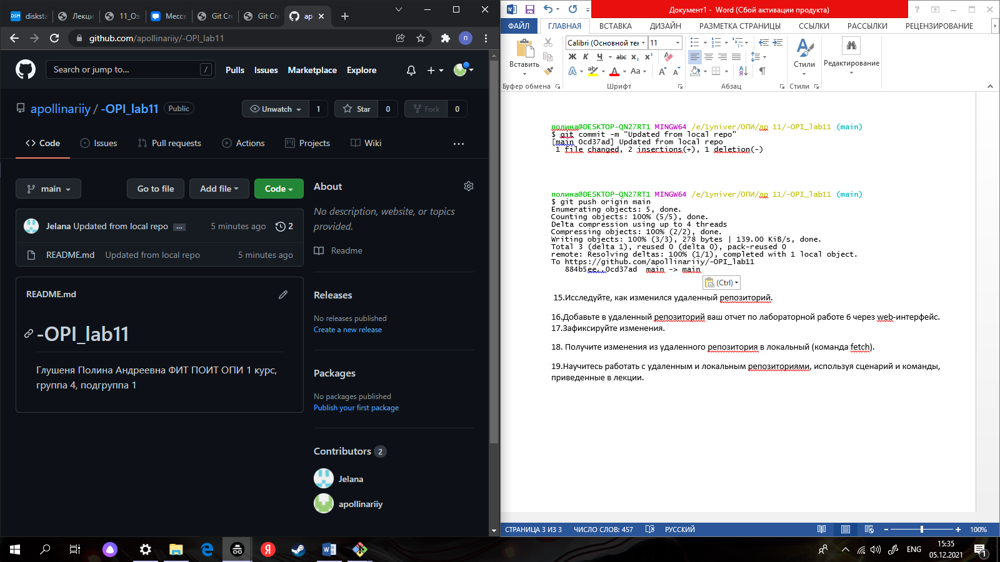 disksta
Лекци
11_Оз
Мессе
Git Cre
Git Cre
ap
github.com/apollinariiy/-OPI_lab11
п
Search or jump to...
/
Pulls
Issues
Marketplace
Explore
apollinariiy / -OPI_lab11
Public
Unwatch
1
Star
0
Fork
0
Code
Issues
Pull requests
Actions
Projects
Wiki
main
Go to file
Add file
Code
Jelana Updated from local repo ...
5 minutes ago
2
README.md
Updated from local repo
5 minutes ago
README.md
-OPI_lab11
Глушеня Полина Андреевна ФИТ ПОИТ ОПИ 1 курс,
группа 4, подгруппа 1
About
No description, website, or topics
provided.
Readme
Releases
No releases published
Create a new release
Packages
No packages published
Publish your first package
Contributors 2
Jelana
apollinariiy
Документ1 - Word (Сбой активации продукта)
ФАЙЛ
ГЛАВНАЯ
ВСТАВКА
ДИЗАЙН
РАЗМЕТКА СТРАНИЦЫ
ССЫЛКИ
РАССЫЛКИ
РЕЦЕНЗИРОВАНИЕ
Вставить
Calibri (Основной тек
11
Ж К Ч abc x₂ x²
Aa
Стили
Редактирование
Буфер обмена
Шрифт
Абзац
Стили
полина@DESKTOP-QN27RT1 MINGW64 /e/1yniver/ОПИ/лр 11/-OPI_lab11 (main)
$ git commit -m "Updated from local repo"
[main 0cd37ad] Updated from local repo
1 file changed, 2 insertions(+), 1 deletion(-)
полина@DESKTOP-QN27RT1 MINGW64 /e/1yniver/ОПИ/лр 11/-OPI_lab11 (main)
$ git push origin main
Enumerating objects: 5, done.
Counting objects: 100% (5/5), done.
Delta compression using up to 4 threads
Compressing objects: 100% (2/2), done.
Writing objects: 100% (3/3), 278 bytes | 139.00 KiB/s, done.
Total 3 (delta 1), reused 0 (delta 0), pack-reused 0
remote: Resolving deltas: 100% (1/1), completed with 1 local object.
To https://github.com/apollinariiy/-OPI_lab11
884b5ee..0cd37ad main -> main
(Ctrl)
15.Исследуйте, как изменился удаленный репозиторий.
16.Добавьте в удаленный репозиторий ваш отчет по лабораторной работе 6 через web-интерфейс.
17.Зафиксируйте изменения.
18. Получите изменения из удаленного репозитория в локальный (команда fetch).
19.Научитесь работать с удаленным и локальным репозиториями, используя сценарий и команды,
приведенные в лекции.
СТРАНИЦА 3 ИЗ 3
ЧИСЛО СЛОВ: 457
РУССКИЙ
100%
ENG
15:35
05.12.2021
1